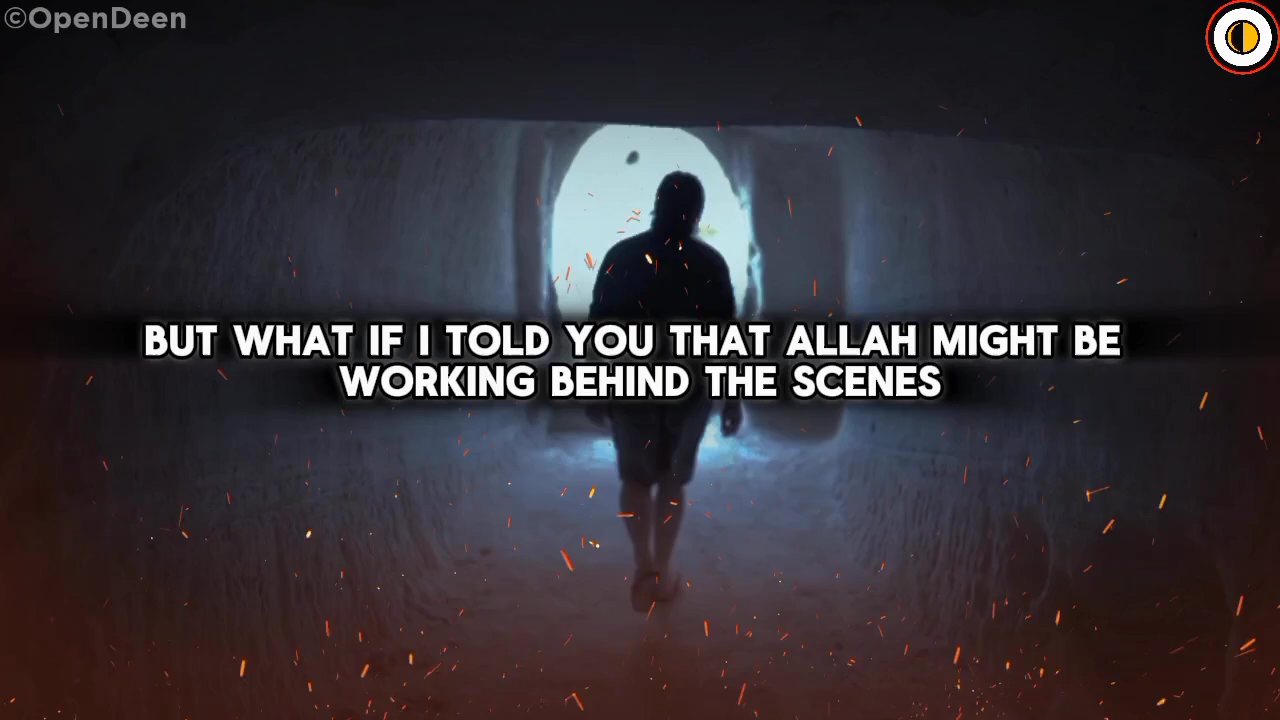 ©OpenDeen
BUT WHAT IF I TOLD YOU THAT ALLAH MIGHT BE
WORKING BEHIND THE SCENES